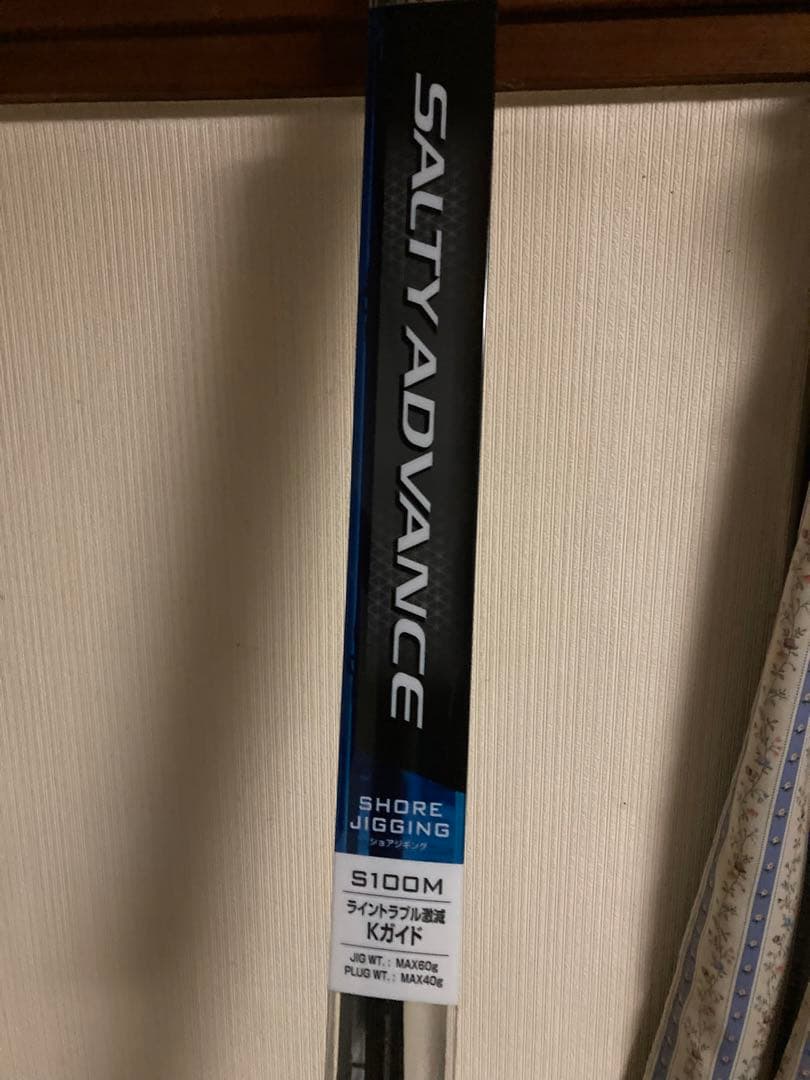 SALTY ADVANCE
SHORE
JIGGING
ショアジギング
S100M
ライントラブル激減
Kガイド
JIG WT.: MAX60g
PLUG WT.: MAX40g